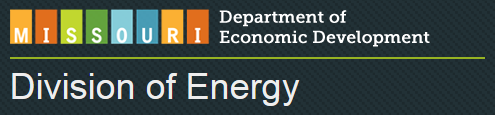 MISSOURI Department of
Economic Development
Division of Energy